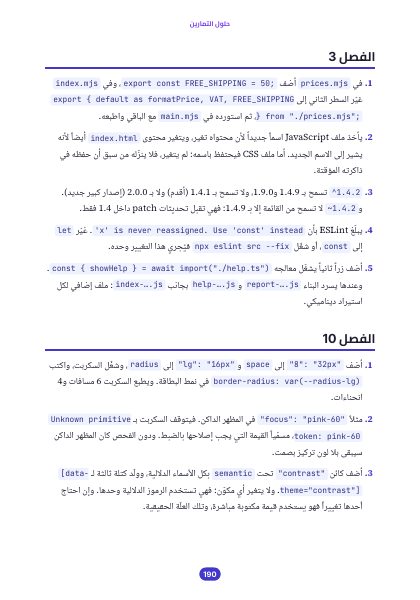 حلول التمارين
الفصل 3
1. في prices.mjs أضف export const FREE_SHIPPING = 50; ، وفي index.mjs
غيّر السطر الثاني إلى export { default as formatPrice, VAT, FREE_SHIPPING
} from "./prices.mjs"; ، ثم استورده في main.mjs مع الباقي واطبعه.
2. يأخذ ملف JavaScript اسماً جديداً لأن محتواه تغير، ويتغير محتوى index.html أيضاً لأنه
يشير إلى الاسم الجديد. أما ملف CSS فيحتفظ باسمه: لم يتغير، فلا ينزّله من سبق أن حفظه في
ذاكرته المؤقتة.
3. ^1.4.2 تسمح بـ 1.4.9 و1.9.0، ولا تسمح بـ 1.4.1 (أقدم) ولا بـ 2.0.0 (إصدار كبير جديد).
و ~1.4.2 لا تسمح من القائمة إلا بـ 1.4.9: فهي تقبل تحديثات patch داخل 1.4 فقط.
4. يبلّغ ESLint بأن 'x' is never reassigned. Use 'const' instead . غيّر let
إلى const ، أو شغّل npx eslint src --fix فيُجري هذا التغيير وحده.
5. أضف زراً ثانياً يشغّل معالجه const { showHelp } = await import("./help.ts") .
وعندها يسرد البناء report-….js و help-….js بجانب index-….js : ملف إضافي لكل
استيراد ديناميكي.
الفصل 10
1. أضف "8": "32px" إلى space و "lg": "16px" إلى radius ، وشغّل السكربت، واكتب
border-radius: var(--radius-lg) في نمط البطاقة. ويطبع السكربت 6 مسافات و4
انحناءات.
2. مثلاً "focus": "pink-60" في المظهر الداكن. فيتوقف السكربت بـ Unknown primitive
token: pink-60 ، مسمّياً القيمة التي يجب إصلاحها بالضبط. ودون الفحص كان المظهر الداكن
سيبقى بلا لون تركيز بصمت.
3. أضف كائن "contrast" تحت semantic بكل الأسماء الدلالية، وولّد كتلة ثالثة لـ [data-
theme="contrast"] . ولا يتغير أي مكوّن: فهي تستخدم الرموز الدلالية وحدها. وإن احتاج
أحدها تغييراً فهو يستخدم قيمة مكتوبة مباشرة، وتلك العلّة الحقيقية.
190